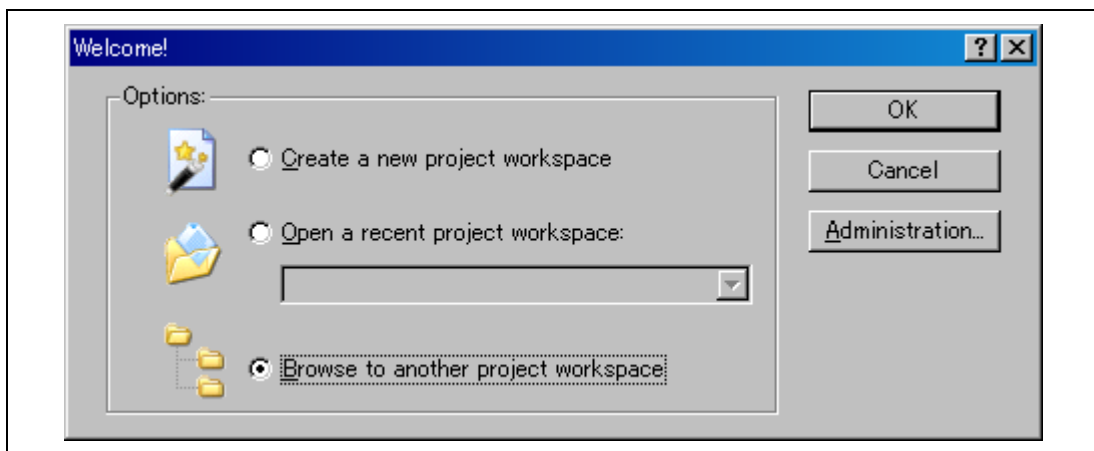 Welcome!
Options:
Create a new project workspace
Open a recent project workspace:
Browse to another project workspace
OK
Cancel
Administration...